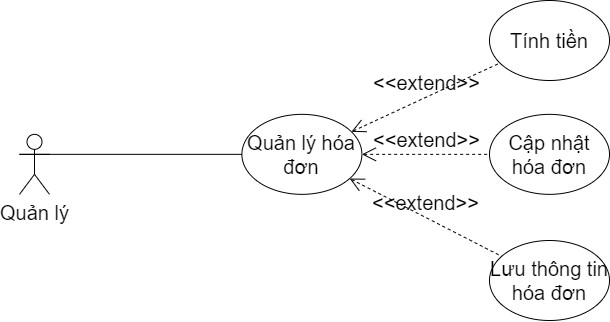 Tính tiền
<<extend>>
Quản lý hóa
đơn
<<extend>>
Cập nhật
hóa đơn
Quản lý
<<extend>>
Lưu thông tin
hóa đơn